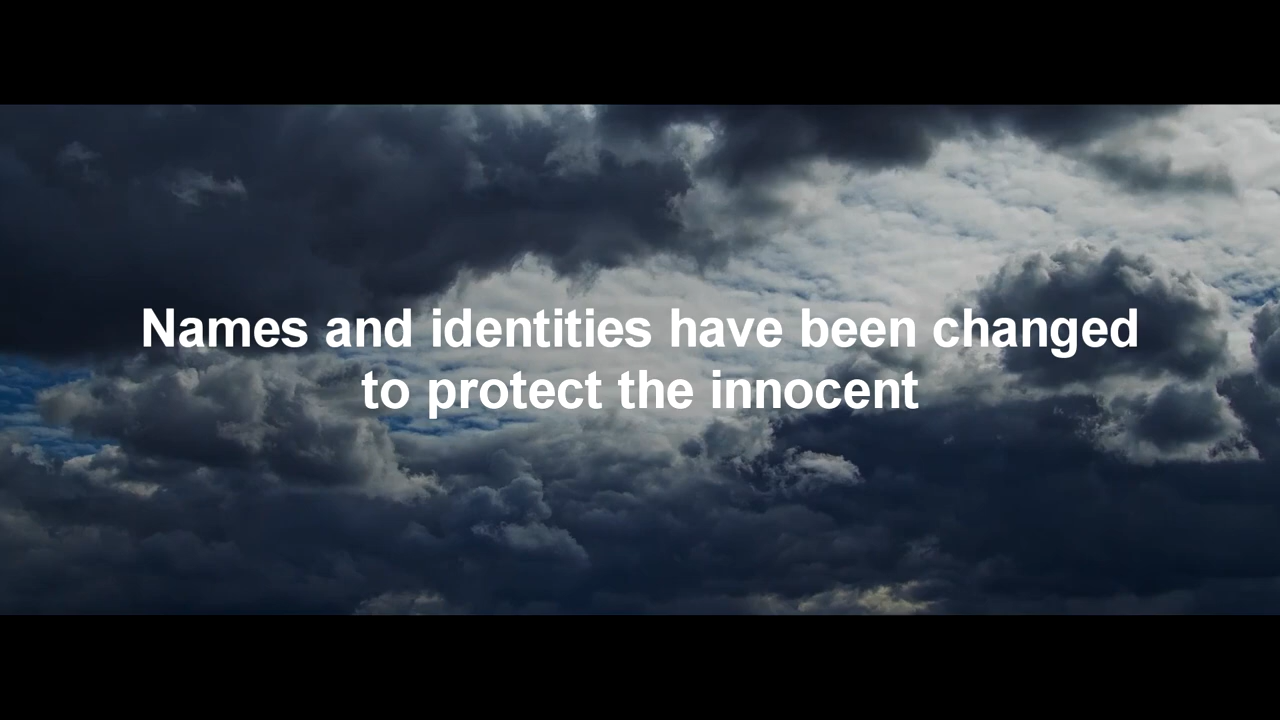 Names and identities have been changed
to protect the innocent